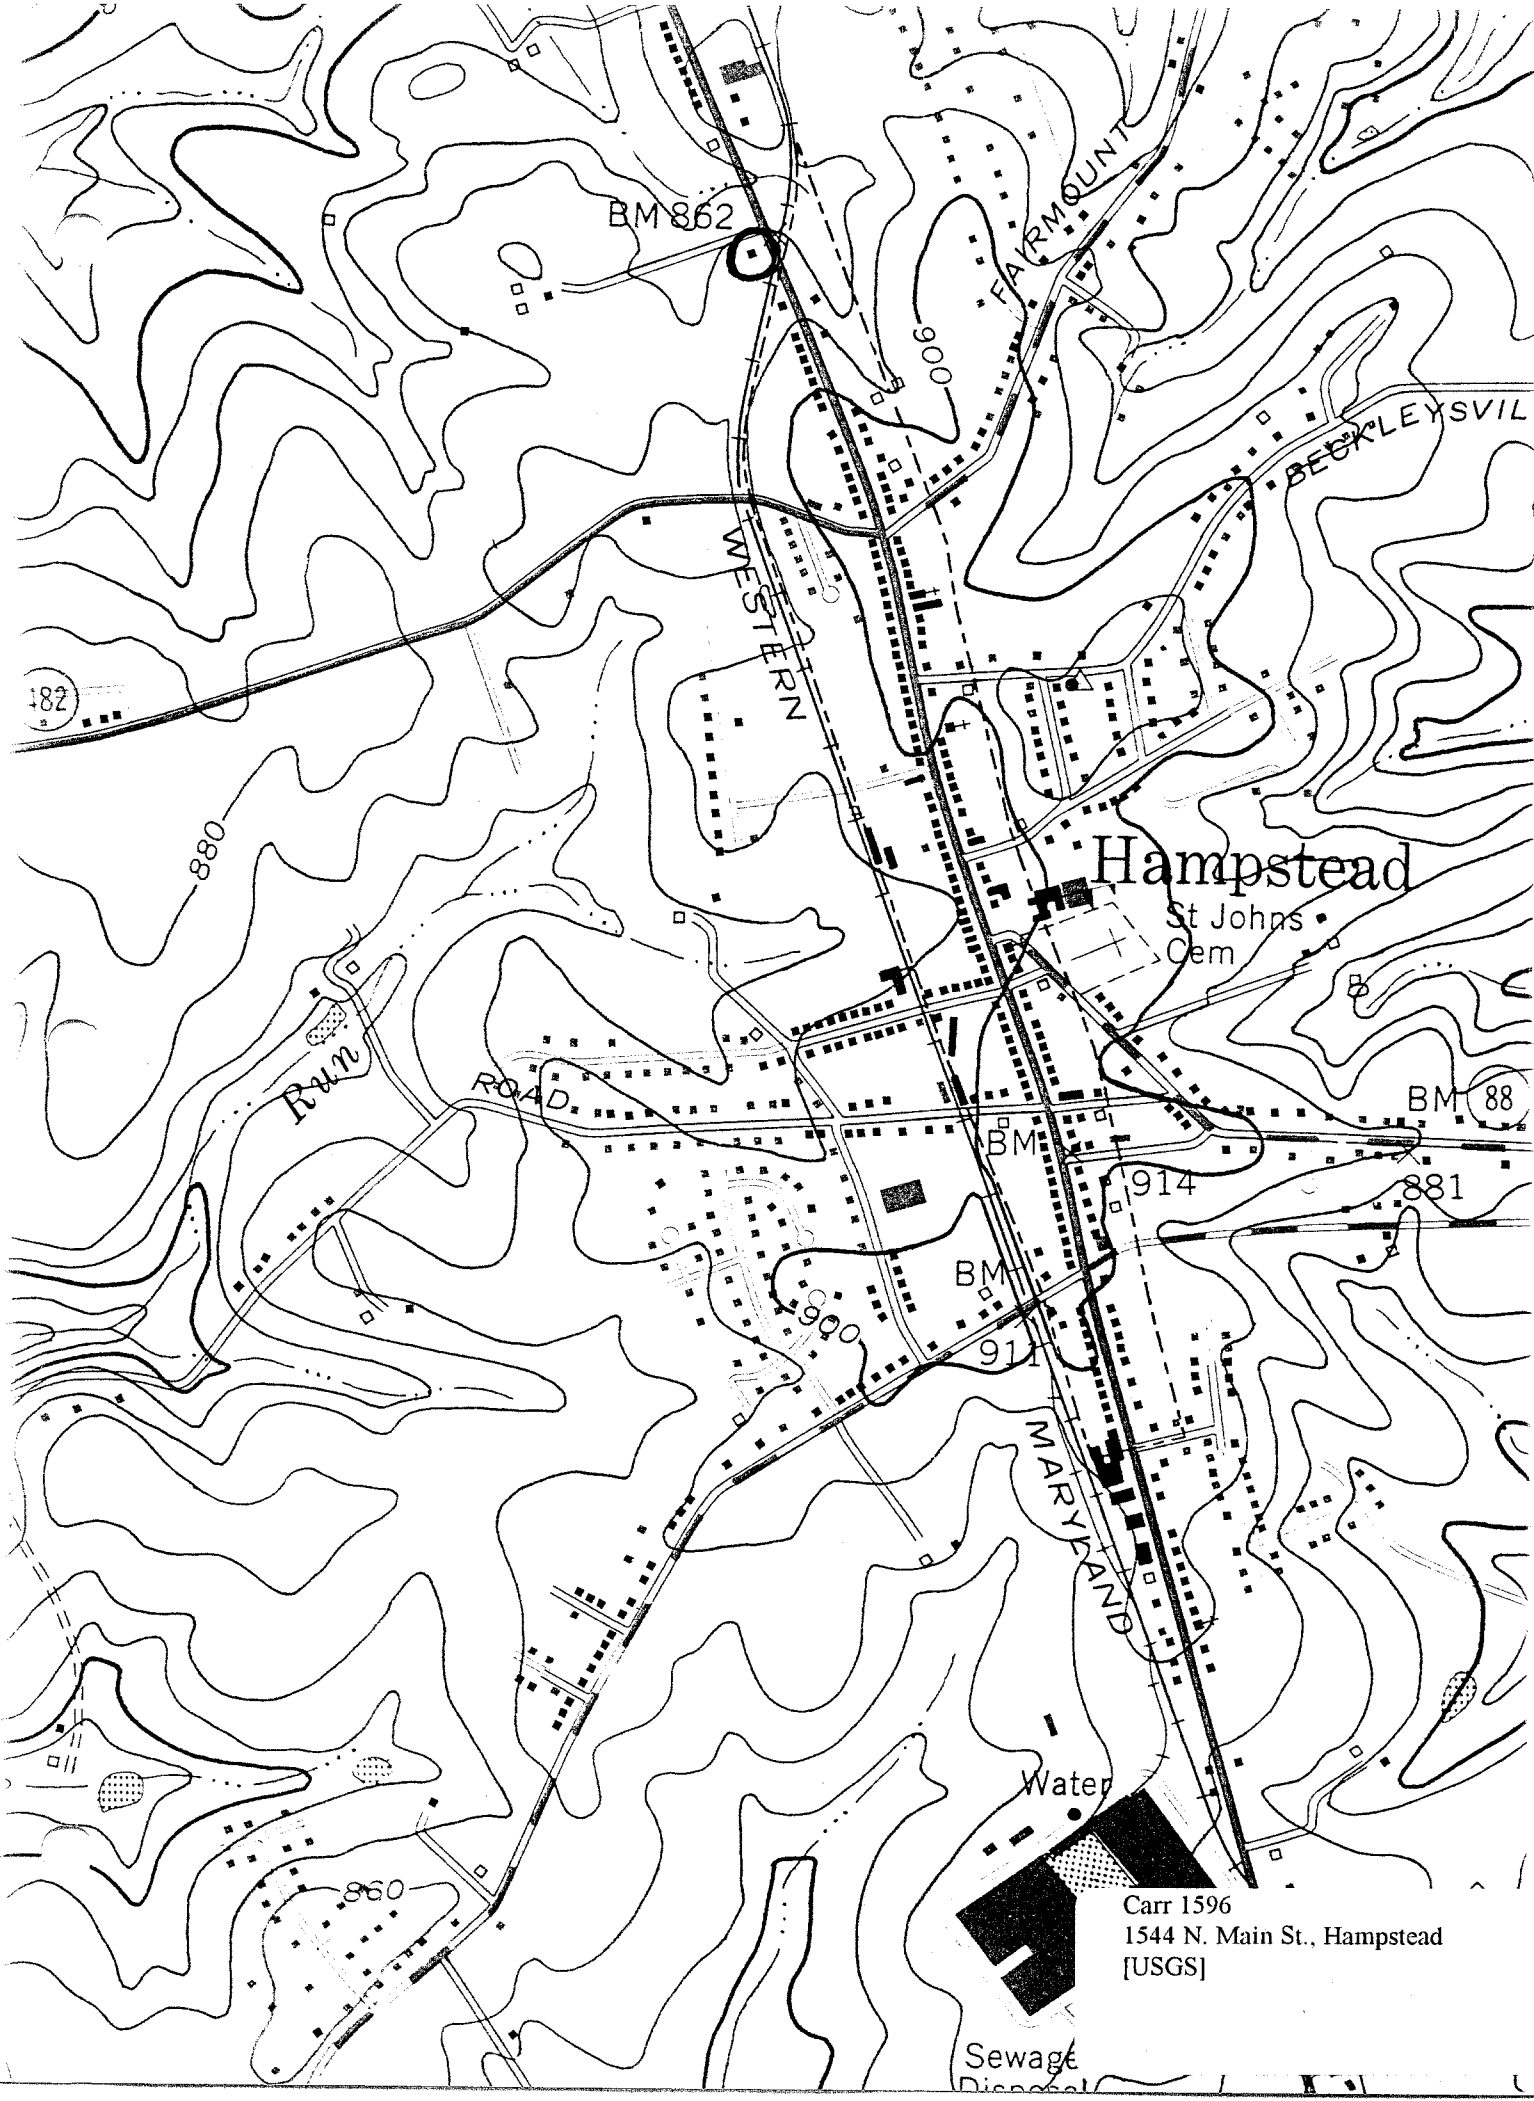 BM 862
FAIRMOUNT
900
BECKLEYSVIL
WESTERN
482
880
Hampstead
St Johns
Cem
Run
ROAD
BM
88
BM
914
881
BM
900
911
MARYLAND
Water
860
Carr 1596
1544 N. Main St., Hampstead
[USGS]
Sewage
Disposal